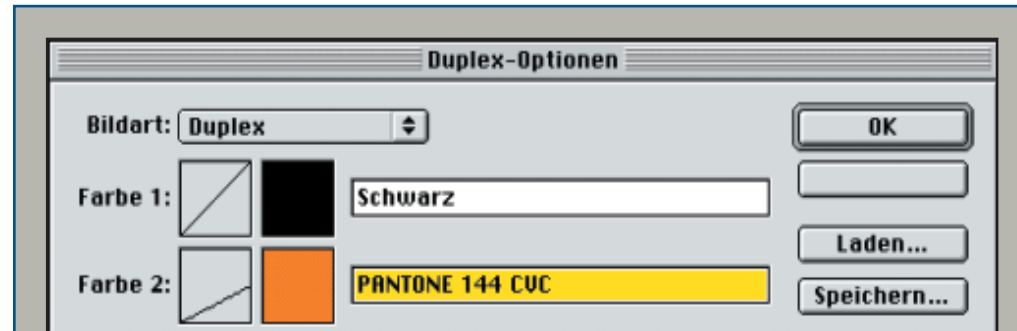 Duplex-Optionen
Bildart: Duplex
OK
Farbe 1: Schwarz
Farbe 2: PANTONE 144 CVC
Laden...
Speichern...